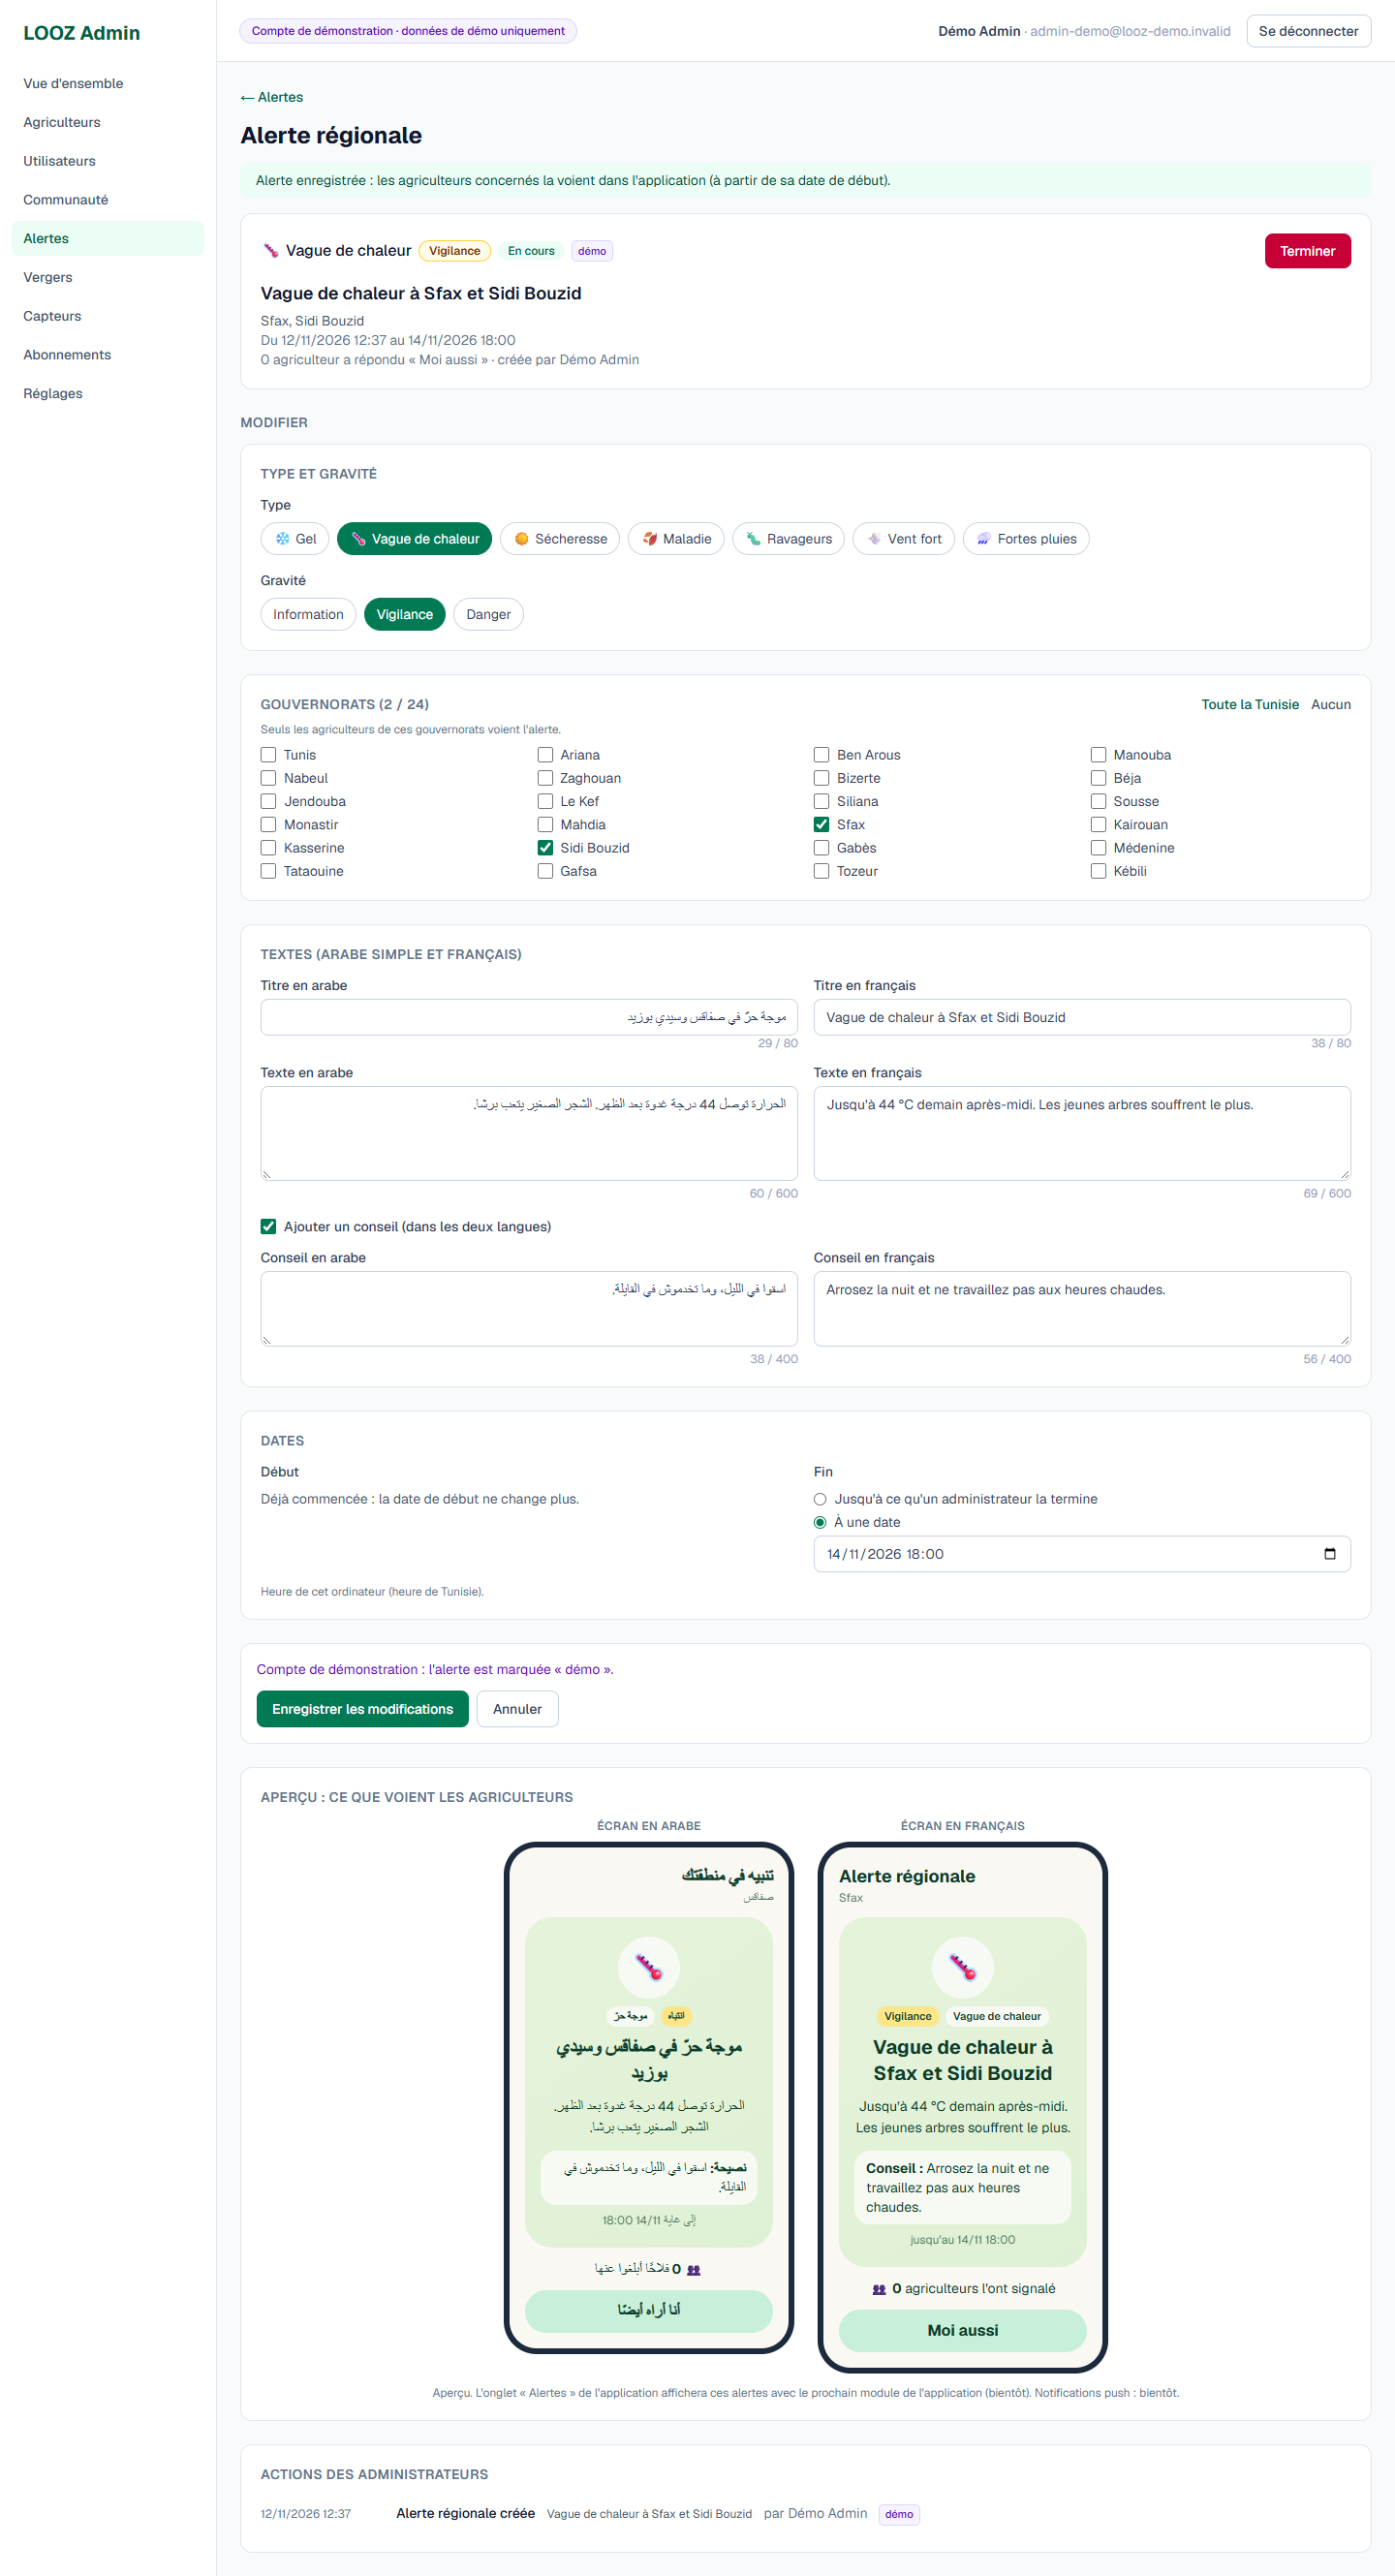 LOOZ Admin
Vue d'ensemble
Agriculteurs
Utilisateurs
Communauté
Alertes
Vergers
Capteurs
Abonnements
Réglages
Compte de démonstration · données de démo uniquement
Démo Admin · admin-demo@looz-demo.invalid
Se déconnecter
← Alertes
Alerte régionale
Alerte enregistrée : les agriculteurs concernés la voient dans l'application (à partir de sa date de début).
Vague de chaleur Vigilance En cours démo
Terminer
Vague de chaleur à Sfax et Sidi Bouzid
Sfax, Sidi Bouzid
Du 12/11/2026 12:37 au 14/11/2026 18:00
0 agriculteur a répondu « Moi aussi » · créée par Démo Admin
MODIFIER
TYPE ET GRAVITÉ
Type
Gel Vague de chaleur Sécheresse Maladie Ravageurs Vent fort Fortes pluies
Gravité
Information Vigilance Danger
GOUVERNORATS (2 / 24)
Toute la Tunisie Aucun
Seuls les agriculteurs de ces gouvernorats voient l'alerte.
Tunis Ariana Ben Arous Manouba
Nabeul Zaghouan Bizerte Béja
Jendouba Le Kef Siliana Sousse
Monastir Mahdia Sfax Kairouan
Kasserine Sidi Bouzid Gabès Médenine
Tataouine Gafsa Tozeur Kébili
TEXTES (ARABE SIMPLE ET FRANÇAIS)
Titre en arabe
موجة حرّ في صفاقس وسيدي بوزيد
29 / 80
Titre en français
Vague de chaleur à Sfax et Sidi Bouzid
38 / 80
Texte en arabe
الحرارة توصل 44 درجة غدوة بعد الظهر. الشجر الصغير يتعب برشا.
60 / 600
Texte en français
Jusqu'à 44 °C demain après-midi. Les jeunes arbres souffrent le plus.
69 / 600
Ajouter un conseil (dans les deux langues)
Conseil en arabe
اسقوا في الليل، وما تخدموش في القايلة.
38 / 400
Conseil en français
Arrosez la nuit et ne travaillez pas aux heures chaudes.
56 / 400
DATES
Début
Déjà commencée : la date de début ne change plus.
Fin
Jusqu'à ce qu'un administrateur la termine
À une date
14/11/2026 18:00
Heure de cet ordinateur (heure de Tunisie).
Compte de démonstration : l'alerte est marquée « démo ».
Enregistrer les modifications Annuler
APERÇU : CE QUE VOIENT LES AGRICULTEURS
ÉCRAN EN ARABE
تنبيه في منطقتك
صفاقس
انتباه موجة حرّ
موجة حرّ في صفاقس وسيدي
بوزيد
الحرارة توصل 44 درجة غدوة بعد الظهر.
الشجر الصغير يتعب برشا.
نصيحة: اسقوا في الليل، وما تخدموش في
القايلة.
إلى غاية 14/11 18:00
0 فلاحًا أبلغوا عنها
أنا أراه أيضًا
ÉCRAN EN FRANÇAIS
Alerte régionale
Sfax
Vigilance Vague de chaleur
Vague de chaleur à
Sfax et Sidi Bouzid
Jusqu'à 44 °C demain après-midi.
Les jeunes arbres souffrent le plus.
Conseil : Arrosez la nuit et ne
travaillez pas aux heures
chaudes.
jusqu'au 14/11 18:00
0 agriculteurs l'ont signalé
Moi aussi
Aperçu. L'onglet « Alertes » de l'application affichera ces alertes avec le prochain module de l'application (bientôt). Notifications push : bientôt.
ACTIONS DES ADMINISTRATEURS
12/11/2026 12:37 Alerte régionale créée Vague de chaleur à Sfax et Sidi Bouzid par Démo Admin démo